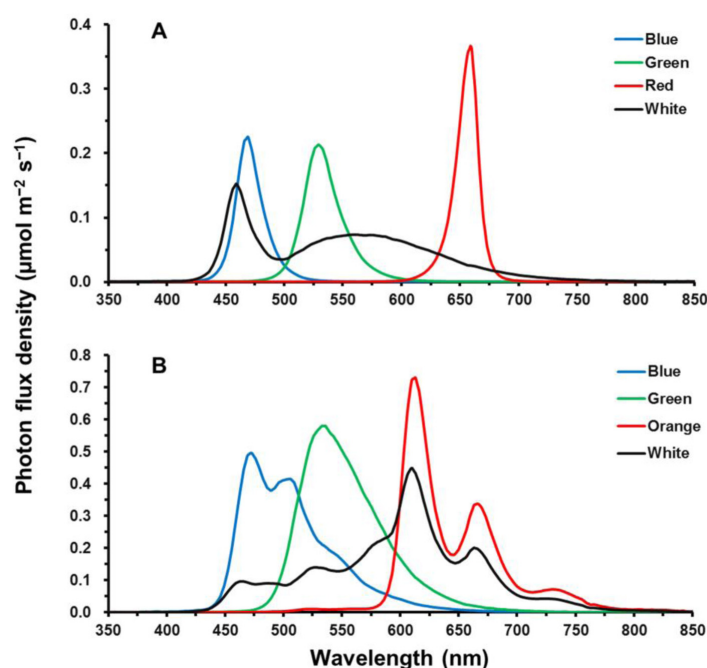 A
Blue
Green
Red
White
0.4
0.3
0.2
0.1
0.0
350 400 450 500 550 600 650 700 750 800 850
Photon flux density (µmol m⁻² s⁻¹)
B
Blue
Green
Orange
White
0.8
0.7
0.6
0.5
0.4
0.3
0.2
0.1
0.0
350 400 450 500 550 600 650 700 750 800 850
Wavelength (nm)